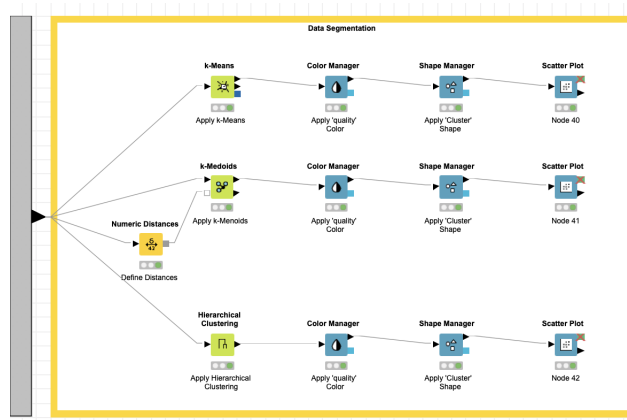 Data Segmentation
k-Means
Color Manager
Shape Manager
Scatter Plot
Apply k-Means
Apply 'quality'
Color
Apply 'Cluster'
Shape
Node 40
k-Medoids
Color Manager
Shape Manager
Scatter Plot
Apply k-Menoids
Apply 'quality'
Color
Apply 'Cluster'
Shape
Node 41
Numeric Distances
Define Distances
Hierarchical
Clustering
Color Manager
Shape Manager
Scatter Plot
Apply Hierarchical
Clustering
Apply 'quality'
Color
Apply 'Cluster'
Shape
Node 42